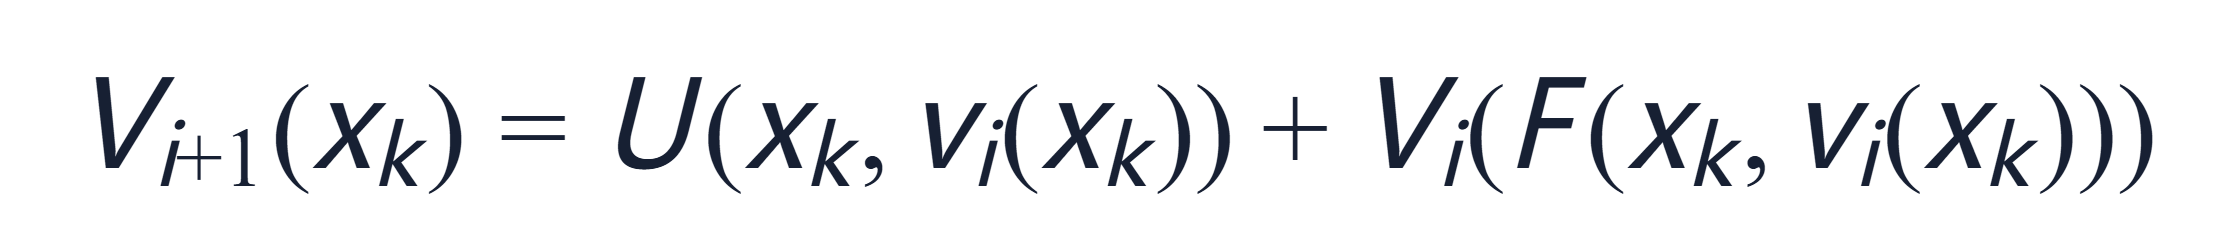 V_{i+1}(x_k) = U(x_k, v_i(x_k)) + V_i(F(x_k, v_i(x_k)))